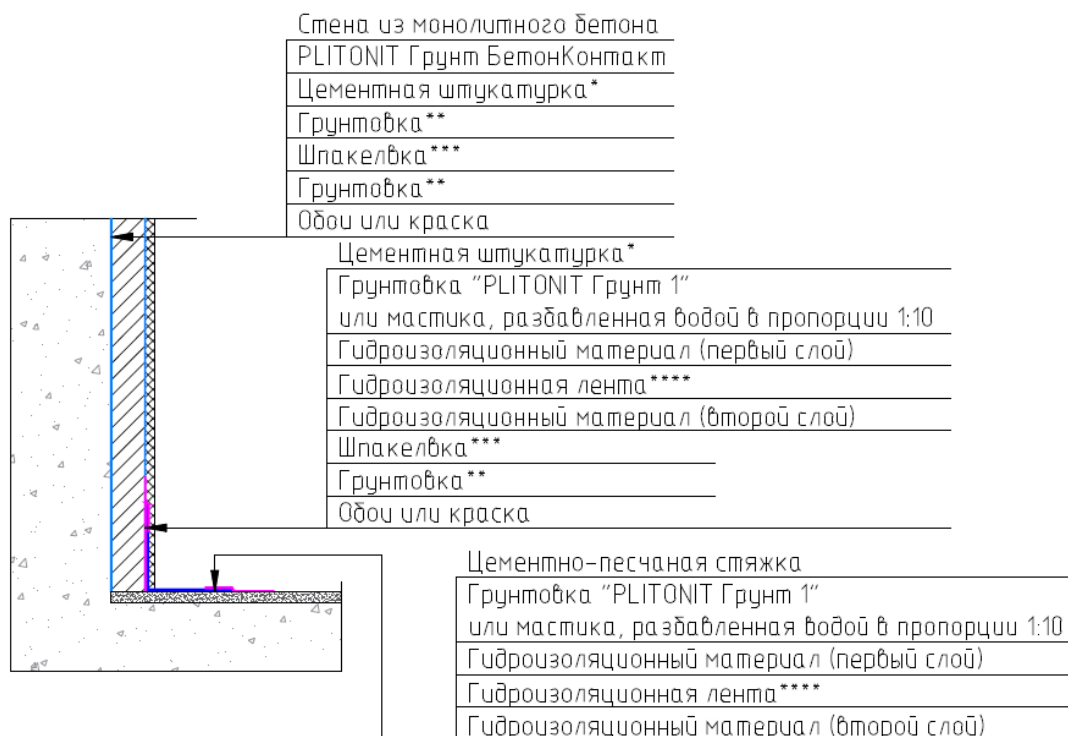 Стена из монолитного бетона
PLITONIT Грунт БетонКонтакт
Цементная штукатурка*
Грунтовка**
Шпакелвка***
Грунтовка**
Обои или краска
Цементная штукатурка*
Грунтовка "PLITONIT Грунт 1"
или мастика, разбавленная водой в пропорции 1:10
Гидроизоляционный материал (первый слой)
Гидроизоляционная лента****
Гидроизоляционный материал (второй слой)
Шпакелвка***
Грунтовка**
Обои или краска
Цементно-песчаная стяжка
Грунтовка "PLITONIT Грунт 1"
или мастика, разбавленная водой в пропорции 1:10
Гидроизоляционный материал (первый слой)
Гидроизоляционная лента****
Гидроизоляционный материал (второй слой)